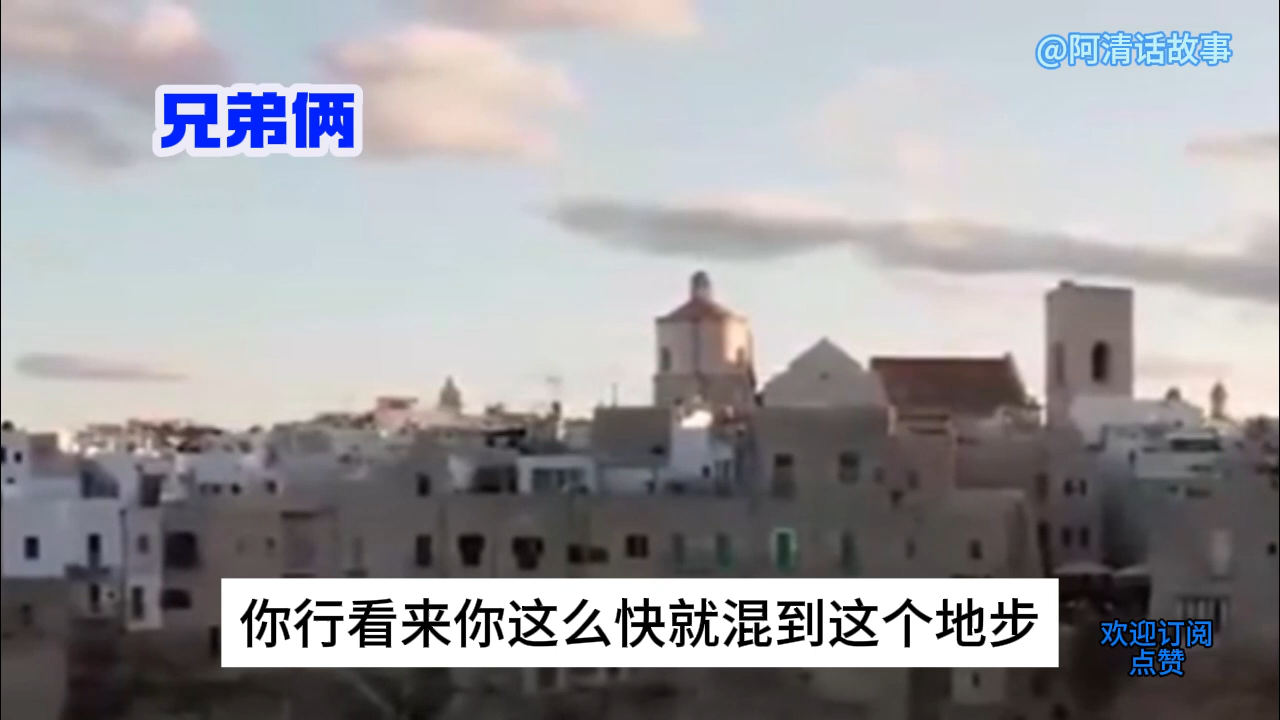 @阿清话故事
兄弟俩
你行看来你这么快就混到这个地步
欢迎订阅
点赞